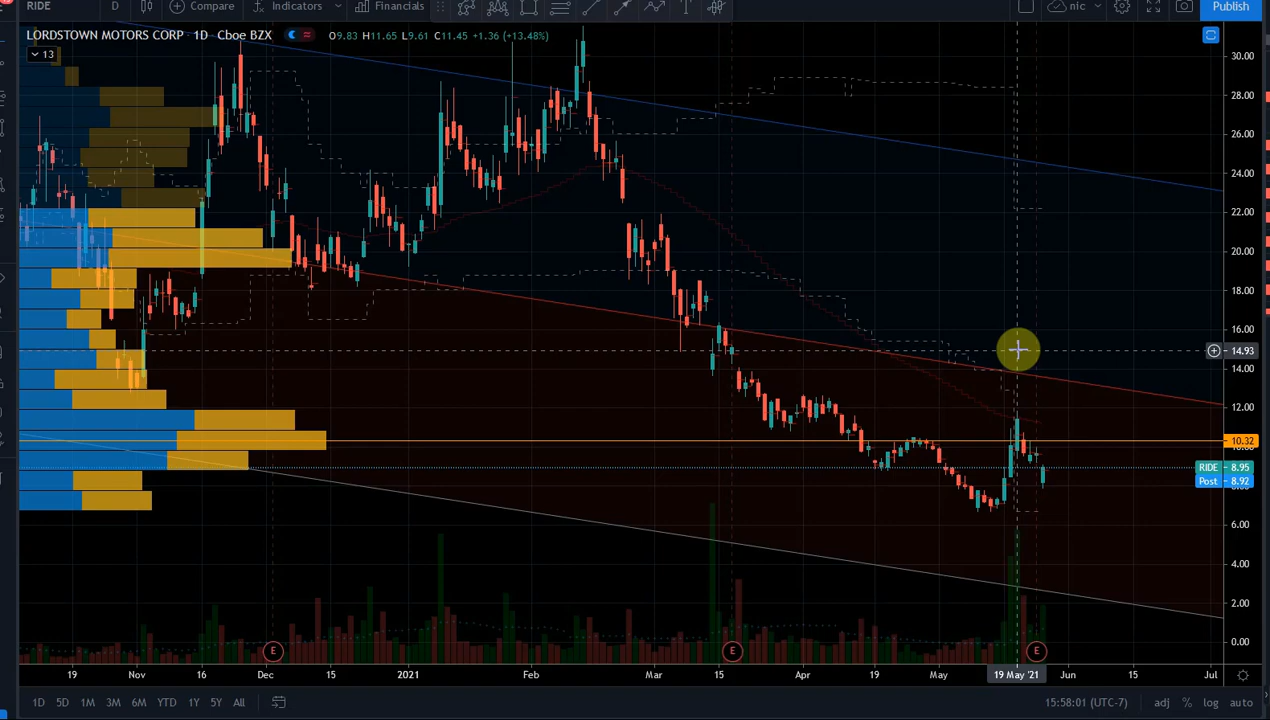 RIDE D Compare Indicators Financials nic Publish
LORDSTOWN MOTORS CORP · 1D · Cboe BZX O9.83 H11.65 L9.61 C11.45 +1.36 (+13.48%)
13
30.00
28.00
26.00
24.00
22.00
20.00
18.00
16.00
14.93
14.00
12.00
10.32
RIDE 8.95
Post 8.92
6.00
4.00
2.00
0.00
E E E
19 Nov 16 Dec 15 2021 Feb Mar 15 Apr 19 May 19 May '21 Jun 15 Jul
1D 5D 1M 3M 6M YTD 1Y 5Y All 15:58:01 (UTC-7) adj % log auto